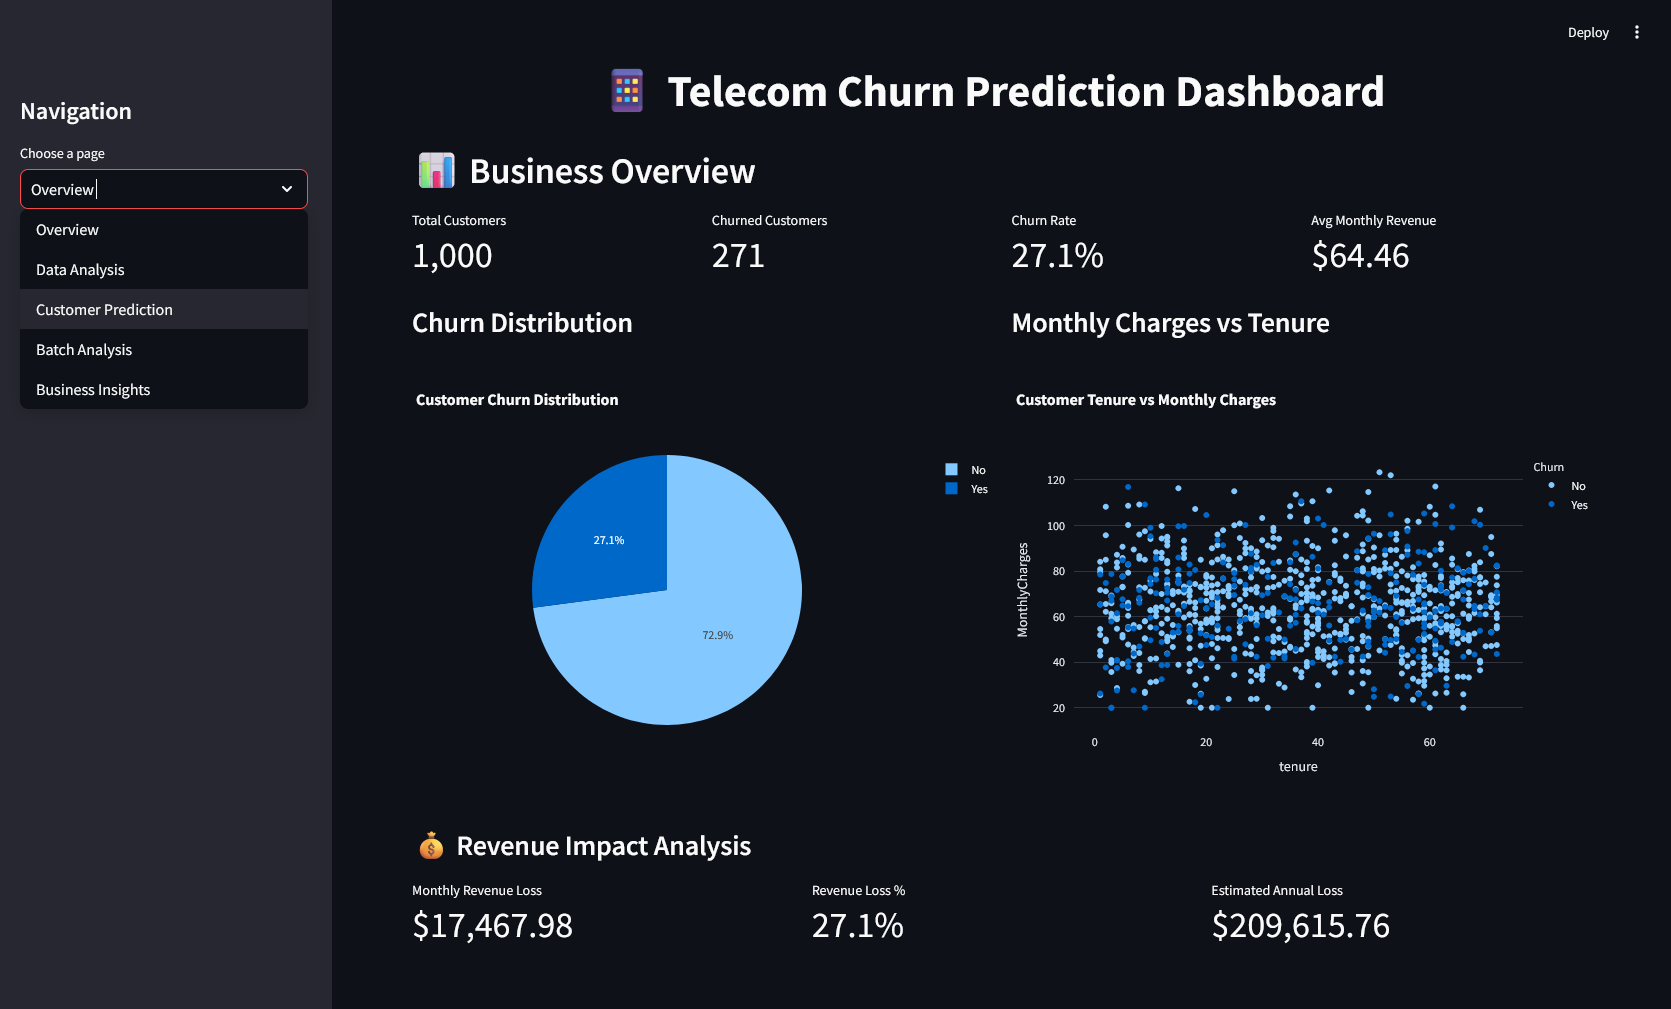 Deploy
Navigation
Choose a page
Overview
Overview
Data Analysis
Customer Prediction
Batch Analysis
Business Insights
Telecom Churn Prediction Dashboard
Business Overview
Total Customers
1,000
Churned Customers
271
Churn Rate
27.1%
Avg Monthly Revenue
$64.46
Churn Distribution
Customer Churn Distribution
27.1%
72.9%
No
Yes
Monthly Charges vs Tenure
Customer Tenure vs Monthly Charges
MonthlyCharges
120
100
80
60
40
20
0
20
40
60
tenure
Churn
No
Yes
Revenue Impact Analysis
Monthly Revenue Loss
$17,467.98
Revenue Loss %
27.1%
Estimated Annual Loss
$209,615.76